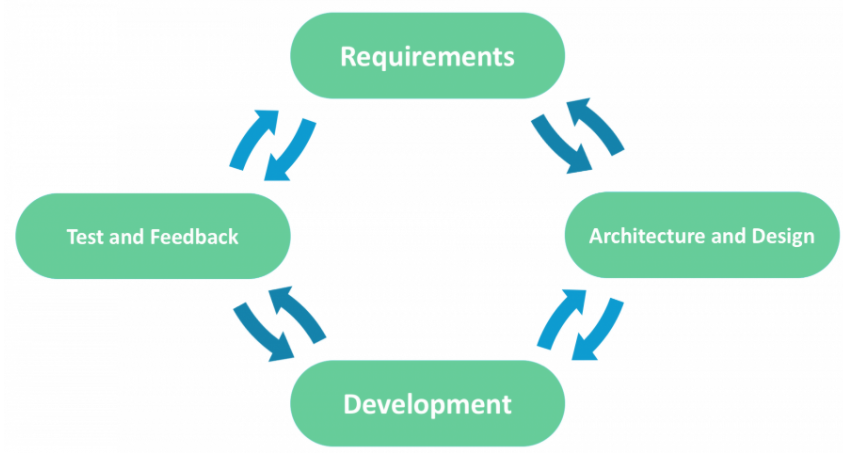 Requirements
Test and Feedback
Architecture and Design
Development